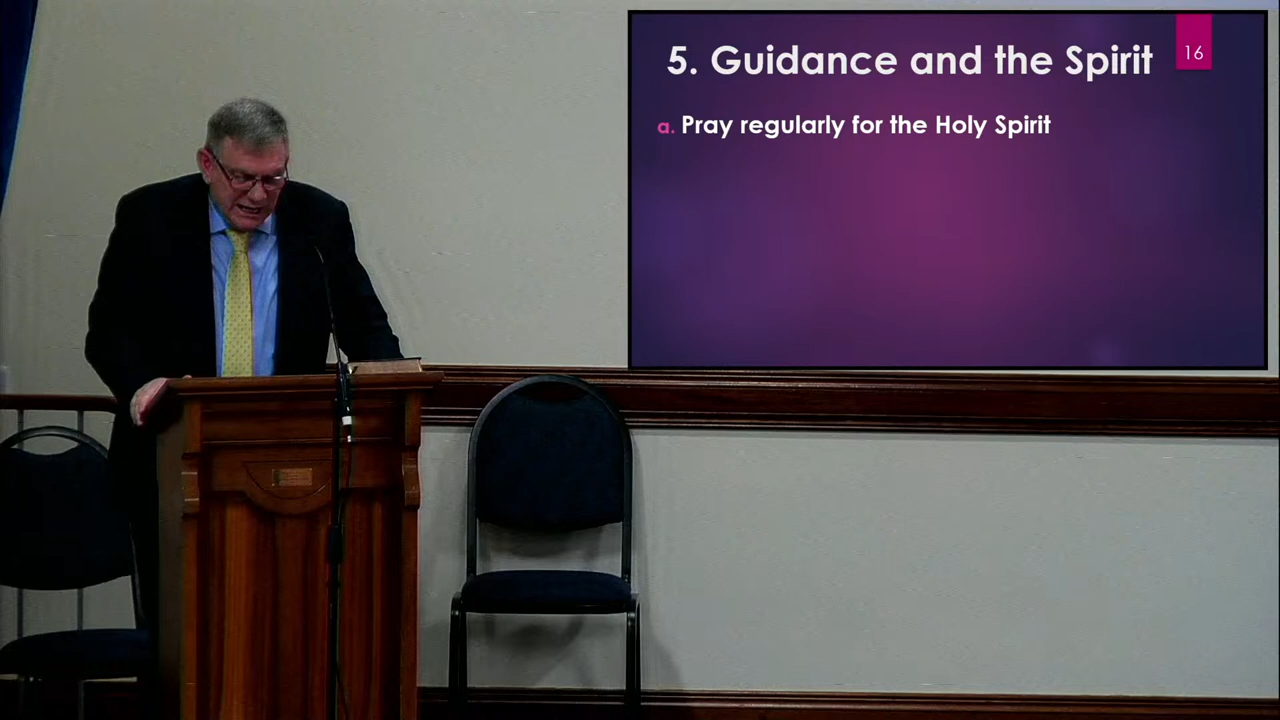 5. Guidance and the Spirit
16
a. Pray regularly for the Holy Spirit